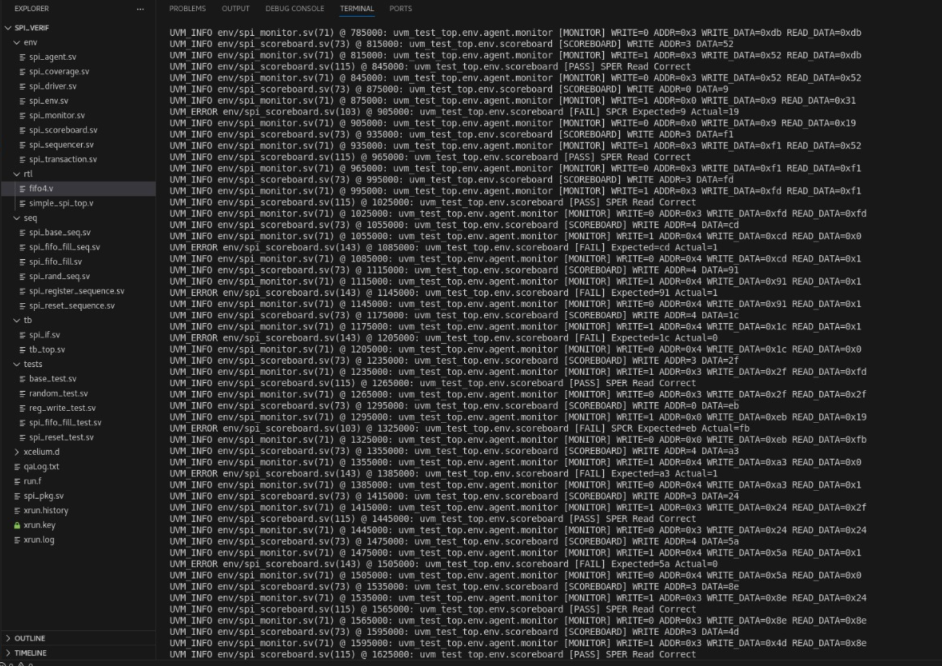 EXPLORER
...
SPI_VERIF
env
spi_agent.sv
spi_coverage.sv
spi_driver.sv
spi_env.sv
spi_monitor.sv
spi_scoreboard.sv
spi_sequencer.sv
spi_transaction.sv
rtl
fifo4.v
simple_spi_top.v
seq
spi_base_seq.sv
spi_fifo_fill_seq.sv
spi_fifo_fill.sv
spi_rand_seq.sv
spi_register_sequence.sv
spi_reset_sequence.sv
tb
spi_if.sv
tb_top.sv
tests
base_test.sv
random_test.sv
reg_write_test.sv
spi_fifo_fill_test.sv
spi_reset_test.sv
xcelium.d
qaLog.txt
run.f
spi_pkg.sv
xrun.history
xrun.key
xrun.log
OUTLINE
TIMELINE
PROBLEMS OUTPUT DEBUG CONSOLE TERMINAL PORTS
UVM_INFO env/spi_monitor.sv(71) @ 785000: uvm_test_top.env.agent.monitor [MONITOR] WRITE=0 ADDR=0x3 WRITE_DATA=0xdb READ_DATA=0xdb
UVM_INFO env/spi_scoreboard.sv(73) @ 815000: uvm_test_top.env.scoreboard [SCOREBOARD] WRITE ADDR=3 DATA=52
UVM_INFO env/spi_monitor.sv(71) @ 815000: uvm_test_top.env.agent.monitor [MONITOR] WRITE=1 ADDR=0x3 WRITE_DATA=0x52 READ_DATA=0xdb
UVM_INFO env/spi_scoreboard.sv(115) @ 845000: uvm_test_top.env.scoreboard [PASS] SPER Read Correct
UVM_INFO env/spi_monitor.sv(71) @ 845000: uvm_test_top.env.agent.monitor [MONITOR] WRITE=0 ADDR=0x3 WRITE_DATA=0x52 READ_DATA=0x52
UVM_INFO env/spi_scoreboard.sv(73) @ 875000: uvm_test_top.env.scoreboard [SCOREBOARD] WRITE ADDR=0 DATA=9
UVM_INFO env/spi_monitor.sv(71) @ 875000: uvm_test_top.env.agent.monitor [MONITOR] WRITE=1 ADDR=0x0 WRITE_DATA=0x9 READ_DATA=0x31
UVM_ERROR env/spi_scoreboard.sv(103) @ 905000: uvm_test_top.env.scoreboard [FAIL] SPCR Expected=9 Actual=19
UVM_INFO env/spi_monitor.sv(71) @ 905000: uvm_test_top.env.agent.monitor [MONITOR] WRITE=0 ADDR=0x0 WRITE_DATA=0x9 READ_DATA=0x19
UVM_INFO env/spi_scoreboard.sv(73) @ 935000: uvm_test_top.env.scoreboard [SCOREBOARD] WRITE ADDR=3 DATA=f1
UVM_INFO env/spi_monitor.sv(71) @ 935000: uvm_test_top.env.agent.monitor [MONITOR] WRITE=1 ADDR=0x3 WRITE_DATA=0xf1 READ_DATA=0x52
UVM_INFO env/spi_scoreboard.sv(115) @ 965000: uvm_test_top.env.scoreboard [PASS] SPER Read Correct
UVM_INFO env/spi_monitor.sv(71) @ 965000: uvm_test_top.env.agent.monitor [MONITOR] WRITE=0 ADDR=0x3 WRITE_DATA=0xf1 READ_DATA=0xf1
UVM_INFO env/spi_scoreboard.sv(73) @ 995000: uvm_test_top.env.scoreboard [SCOREBOARD] WRITE ADDR=3 DATA=fd
UVM_INFO env/spi_monitor.sv(71) @ 995000: uvm_test_top.env.agent.monitor [MONITOR] WRITE=1 ADDR=0x3 WRITE_DATA=0xfd READ_DATA=0xf1
UVM_INFO env/spi_scoreboard.sv(115) @ 1025000: uvm_test_top.env.scoreboard [PASS] SPER Read Correct
UVM_INFO env/spi_monitor.sv(71) @ 1025000: uvm_test_top.env.agent.monitor [MONITOR] WRITE=0 ADDR=0x3 WRITE_DATA=0xfd READ_DATA=0xfd
UVM_INFO env/spi_scoreboard.sv(73) @ 1055000: uvm_test_top.env.scoreboard [SCOREBOARD] WRITE ADDR=4 DATA=cd
UVM_INFO env/spi_monitor.sv(71) @ 1055000: uvm_test_top.env.agent.monitor [MONITOR] WRITE=1 ADDR=0x4 WRITE_DATA=0xcd READ_DATA=0x0
UVM_ERROR env/spi_scoreboard.sv(143) @ 1085000: uvm_test_top.env.scoreboard [FAIL] Expected=cd Actual=1
UVM_INFO env/spi_monitor.sv(71) @ 1085000: uvm_test_top.env.agent.monitor [MONITOR] WRITE=0 ADDR=0x4 WRITE_DATA=0xcd READ_DATA=0x1
UVM_INFO env/spi_scoreboard.sv(73) @ 1115000: uvm_test_top.env.scoreboard [SCOREBOARD] WRITE ADDR=4 DATA=91
UVM_INFO env/spi_monitor.sv(71) @ 1115000: uvm_test_top.env.agent.monitor [MONITOR] WRITE=1 ADDR=0x4 WRITE_DATA=0x91 READ_DATA=0x1
UVM_ERROR env/spi_scoreboard.sv(143) @ 1145000: uvm_test_top.env.scoreboard [FAIL] Expected=91 Actual=1
UVM_INFO env/spi_monitor.sv(71) @ 1145000: uvm_test_top.env.agent.monitor [MONITOR] WRITE=0 ADDR=0x4 WRITE_DATA=0x91 READ_DATA=0x1
UVM_INFO env/spi_scoreboard.sv(73) @ 1175000: uvm_test_top.env.scoreboard [SCOREBOARD] WRITE ADDR=4 DATA=1c
UVM_INFO env/spi_monitor.sv(71) @ 1175000: uvm_test_top.env.agent.monitor [MONITOR] WRITE=1 ADDR=0x4 WRITE_DATA=0x1c READ_DATA=0x1
UVM_ERROR env/spi_scoreboard.sv(143) @ 1205000: uvm_test_top.env.scoreboard [FAIL] Expected=1c Actual=0
UVM_INFO env/spi_monitor.sv(71) @ 1205000: uvm_test_top.env.agent.monitor [MONITOR] WRITE=0 ADDR=0x4 WRITE_DATA=0x1c READ_DATA=0x0
UVM_INFO env/spi_scoreboard.sv(73) @ 1235000: uvm_test_top.env.scoreboard [SCOREBOARD] WRITE ADDR=3 DATA=2f
UVM_INFO env/spi_monitor.sv(71) @ 1235000: uvm_test_top.env.agent.monitor [MONITOR] WRITE=1 ADDR=0x3 WRITE_DATA=0x2f READ_DATA=0xfd
UVM_INFO env/spi_scoreboard.sv(115) @ 1265000: uvm_test_top.env.scoreboard [PASS] SPER Read Correct
UVM_INFO env/spi_monitor.sv(71) @ 1265000: uvm_test_top.env.agent.monitor [MONITOR] WRITE=0 ADDR=0x3 WRITE_DATA=0x2f READ_DATA=0x2f
UVM_INFO env/spi_scoreboard.sv(73) @ 1295000: uvm_test_top.env.scoreboard [SCOREBOARD] WRITE ADDR=0 DATA=eb
UVM_INFO env/spi_monitor.sv(71) @ 1295000: uvm_test_top.env.agent.monitor [MONITOR] WRITE=1 ADDR=0x0 WRITE_DATA=0xeb READ_DATA=0x19
UVM_ERROR env/spi_scoreboard.sv(103) @ 1325000: uvm_test_top.env.scoreboard [FAIL] SPCR Expected=eb Actual=fb
UVM_INFO env/spi_monitor.sv(71) @ 1325000: uvm_test_top.env.agent.monitor [MONITOR] WRITE=0 ADDR=0x0 WRITE_DATA=0xeb READ_DATA=0xfb
UVM_INFO env/spi_scoreboard.sv(73) @ 1355000: uvm_test_top.env.scoreboard [SCOREBOARD] WRITE ADDR=4 DATA=a3
UVM_INFO env/spi_monitor.sv(71) @ 1355000: uvm_test_top.env.agent.monitor [MONITOR] WRITE=1 ADDR=0x4 WRITE_DATA=0xa3 READ_DATA=0x0
UVM_ERROR env/spi_scoreboard.sv(143) @ 1385000: uvm_test_top.env.scoreboard [FAIL] Expected=a3 Actual=1
UVM_INFO env/spi_monitor.sv(71) @ 1385000: uvm_test_top.env.agent.monitor [MONITOR] WRITE=0 ADDR=0x4 WRITE_DATA=0xa3 READ_DATA=0x1
UVM_INFO env/spi_scoreboard.sv(73) @ 1415000: uvm_test_top.env.scoreboard [SCOREBOARD] WRITE ADDR=3 DATA=24
UVM_INFO env/spi_monitor.sv(71) @ 1415000: uvm_test_top.env.agent.monitor [MONITOR] WRITE=1 ADDR=0x3 WRITE_DATA=0x24 READ_DATA=0x2f
UVM_INFO env/spi_scoreboard.sv(115) @ 1445000: uvm_test_top.env.scoreboard [PASS] SPER Read Correct
UVM_INFO env/spi_monitor.sv(71) @ 1445000: uvm_test_top.env.agent.monitor [MONITOR] WRITE=0 ADDR=0x3 WRITE_DATA=0x24 READ_DATA=0x24
UVM_INFO env/spi_scoreboard.sv(73) @ 1475000: uvm_test_top.env.scoreboard [SCOREBOARD] WRITE ADDR=4 DATA=5a
UVM_INFO env/spi_monitor.sv(71) @ 1475000: uvm_test_top.env.agent.monitor [MONITOR] WRITE=1 ADDR=0x4 WRITE_DATA=0x5a READ_DATA=0x1
UVM_ERROR env/spi_scoreboard.sv(143) @ 1505000: uvm_test_top.env.scoreboard [FAIL] Expected=5a Actual=0
UVM_INFO env/spi_monitor.sv(71) @ 1505000: uvm_test_top.env.agent.monitor [MONITOR] WRITE=0 ADDR=0x4 WRITE_DATA=0x5a READ_DATA=0x0
UVM_INFO env/spi_scoreboard.sv(73) @ 1535000: uvm_test_top.env.scoreboard [SCOREBOARD] WRITE ADDR=3 DATA=8e
UVM_INFO env/spi_monitor.sv(71) @ 1535000: uvm_test_top.env.agent.monitor [MONITOR] WRITE=1 ADDR=0x3 WRITE_DATA=0x8e READ_DATA=0x24
UVM_INFO env/spi_scoreboard.sv(115) @ 1565000: uvm_test_top.env.scoreboard [PASS] SPER Read Correct
UVM_INFO env/spi_monitor.sv(71) @ 1565000: uvm_test_top.env.agent.monitor [MONITOR] WRITE=0 ADDR=0x3 WRITE_DATA=0x8e READ_DATA=0x8e
UVM_INFO env/spi_scoreboard.sv(73) @ 1595000: uvm_test_top.env.scoreboard [SCOREBOARD] WRITE ADDR=3 DATA=4d
UVM_INFO env/spi_monitor.sv(71) @ 1595000: uvm_test_top.env.agent.monitor [MONITOR] WRITE=1 ADDR=0x3 WRITE_DATA=0x4d READ_DATA=0x8e
UVM_INFO env/spi_scoreboard.sv(115) @ 1625000: uvm_test_top.env.scoreboard [PASS] SPER Read Correct